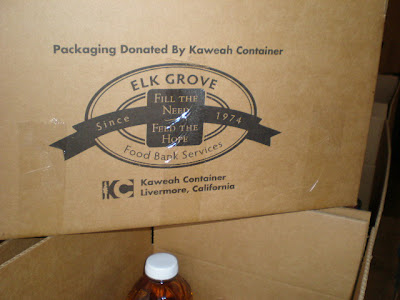 Packaging Donated By Kaweah Container
ELK GROVE
FILL THE
NEED
Since 1974
FEED THE
HOPE
Food Bank Services
KC Kaweah Container
Livermore, California